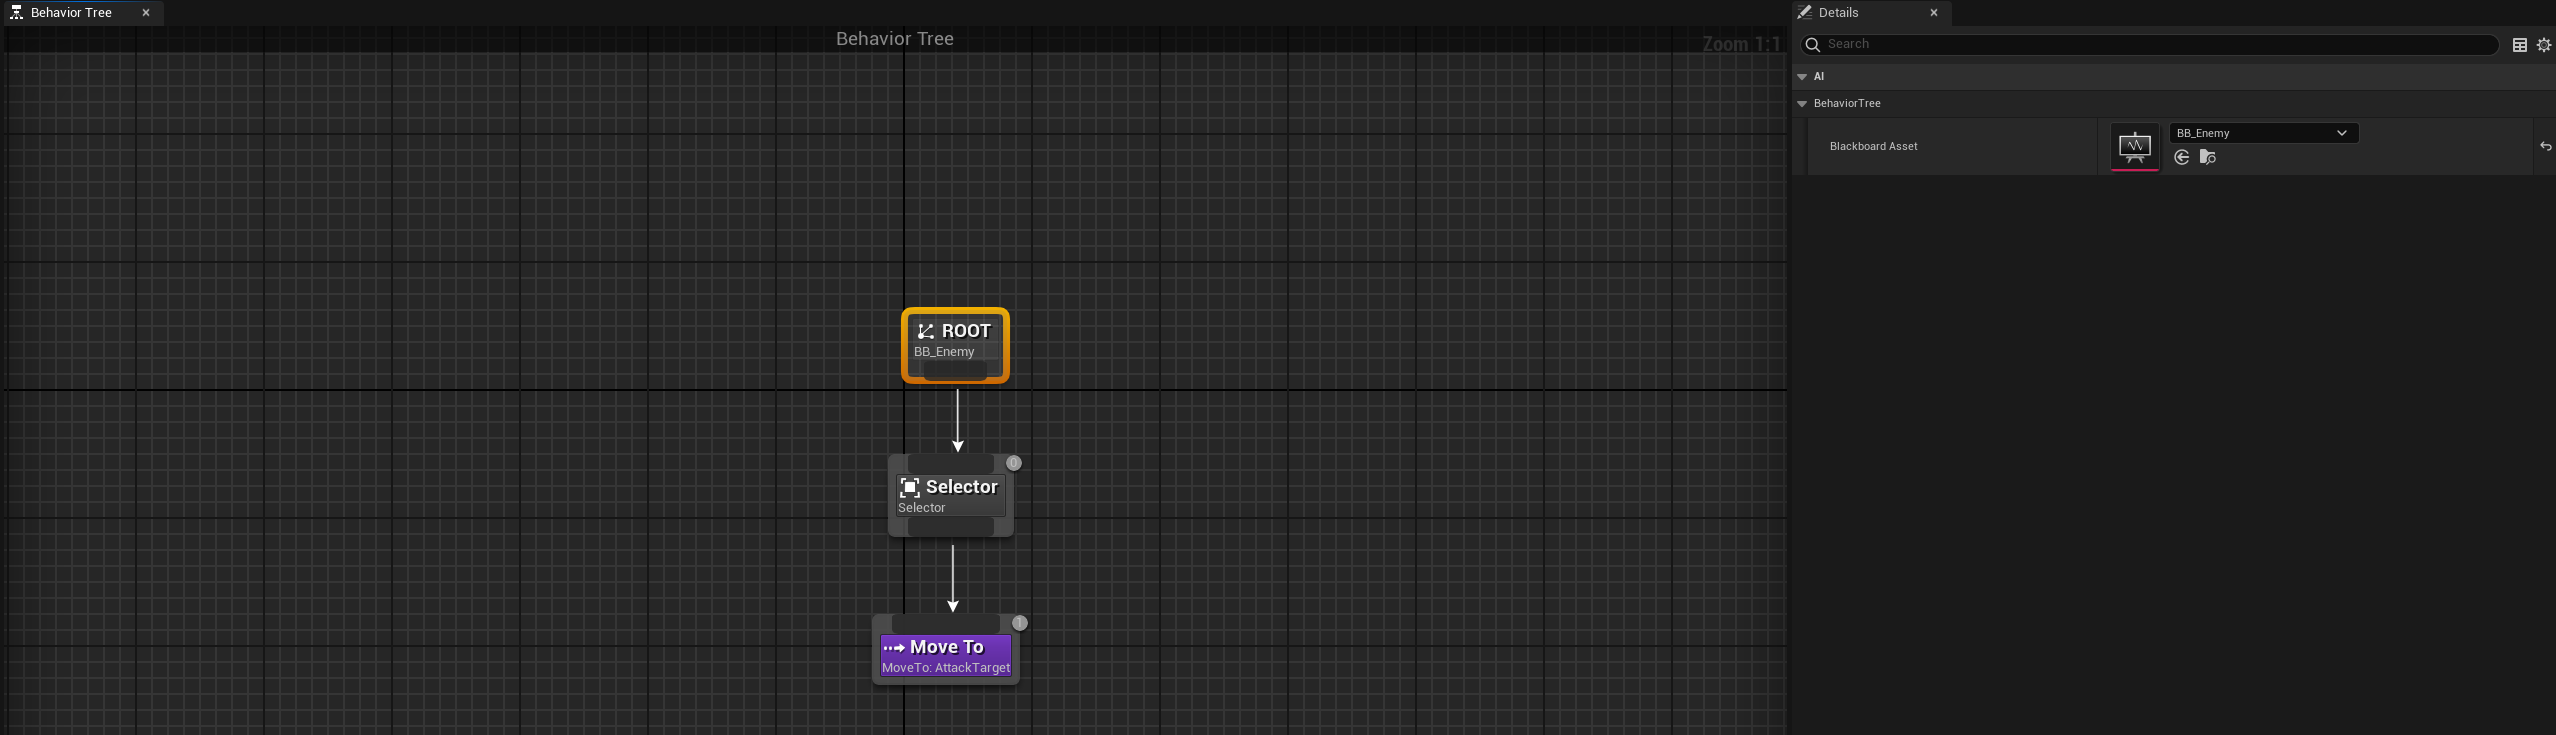 Behavior Tree
Behavior Tree
Zoom 1:1
ROOT
BB_Enemy
0
Selector
Selector
1
Move To
MoveTo: AttackTarget
Details
Search
AI
BehaviorTree
Blackboard Asset
BB_Enemy